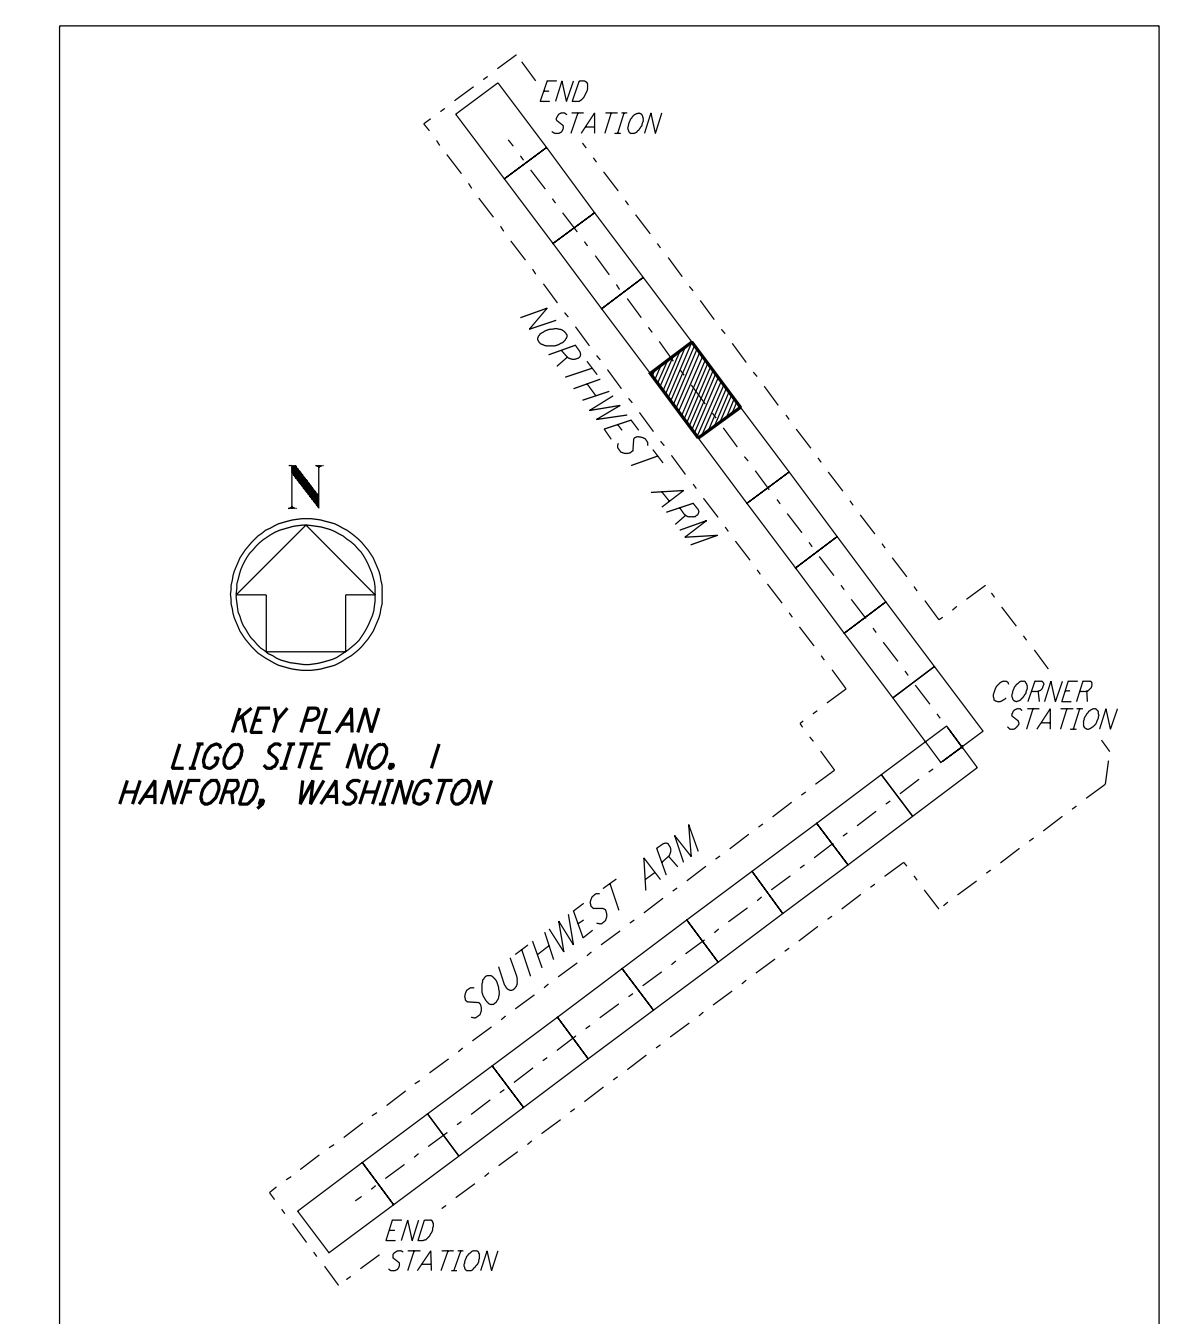 END
STATION
NORTHWEST ARM
N
KEY PLAN
LIGO SITE NO. 1
HANFORD, WASHINGTON
CORNER
STATION
SOUTHWEST ARM
END
STATION